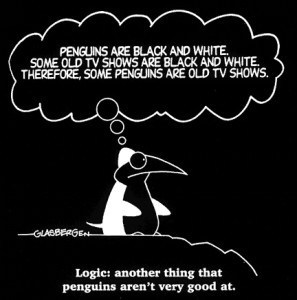 PENGUINS ARE BLACK AND WHITE.
SOME OLD TV SHOWS ARE BLACK AND WHITE.
THEREFORE, SOME PENGUINS ARE OLD TV SHOWS.
GLASBERGEN
Logic: another thing that
penguins aren't very good at.